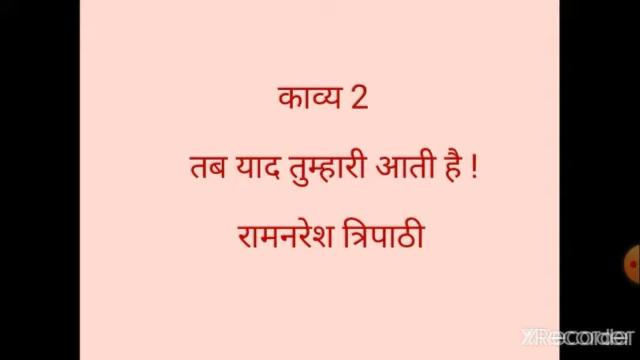 काव्य 2
तब याद तुम्हारी आती है !
रामनरेश त्रिपाठी
XRecorder